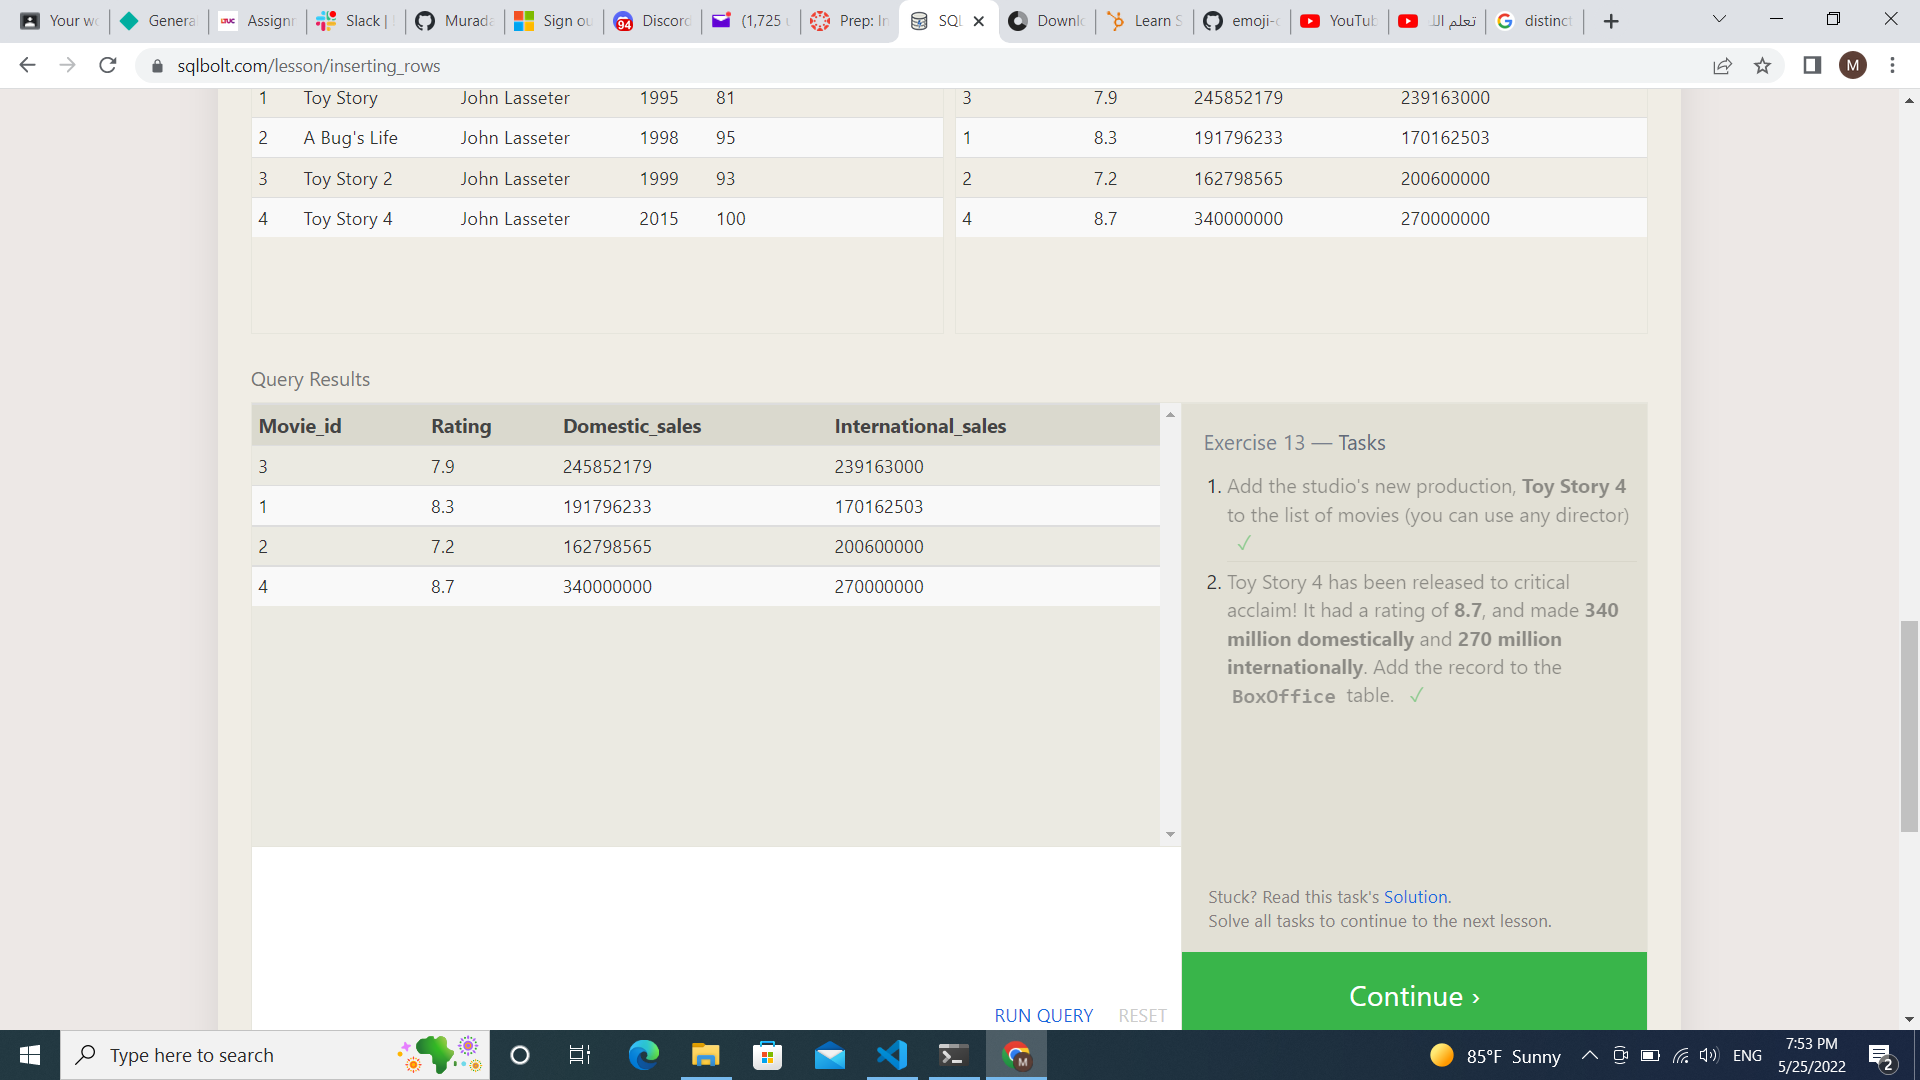 Your wo
Genera
LTUC Assignm
Slack |
Murada
Sign ou
94 Discord
(1,725 u
Prep: In
SQL
Downlo
Learn S
emoji-c
YouTub
تعلم الل
distinct
sqlbolt.com/lesson/inserting_rows
M
1 Toy Story John Lasseter 1995 81
3 7.9 245852179 239163000
2 A Bug's Life John Lasseter 1998 95
1 8.3 191796233 170162503
3 Toy Story 2 John Lasseter 1999 93
2 7.2 162798565 200600000
4 Toy Story 4 John Lasseter 2015 100
4 8.7 340000000 270000000
Query Results
Movie_id Rating Domestic_sales International_sales
3 7.9 245852179 239163000
1 8.3 191796233 170162503
2 7.2 162798565 200600000
4 8.7 340000000 270000000
Exercise 13 — Tasks
1. Add the studio's new production, Toy Story 4
to the list of movies (you can use any director)
✓
2. Toy Story 4 has been released to critical
acclaim! It had a rating of 8.7, and made 340
million domestically and 270 million
internationally. Add the record to the
BoxOffice table. ✓
Stuck? Read this task's Solution.
Solve all tasks to continue to the next lesson.
RUN QUERY RESET
Continue ›
Type here to search
M
85°F Sunny
ENG
7:53 PM
5/25/2022
2